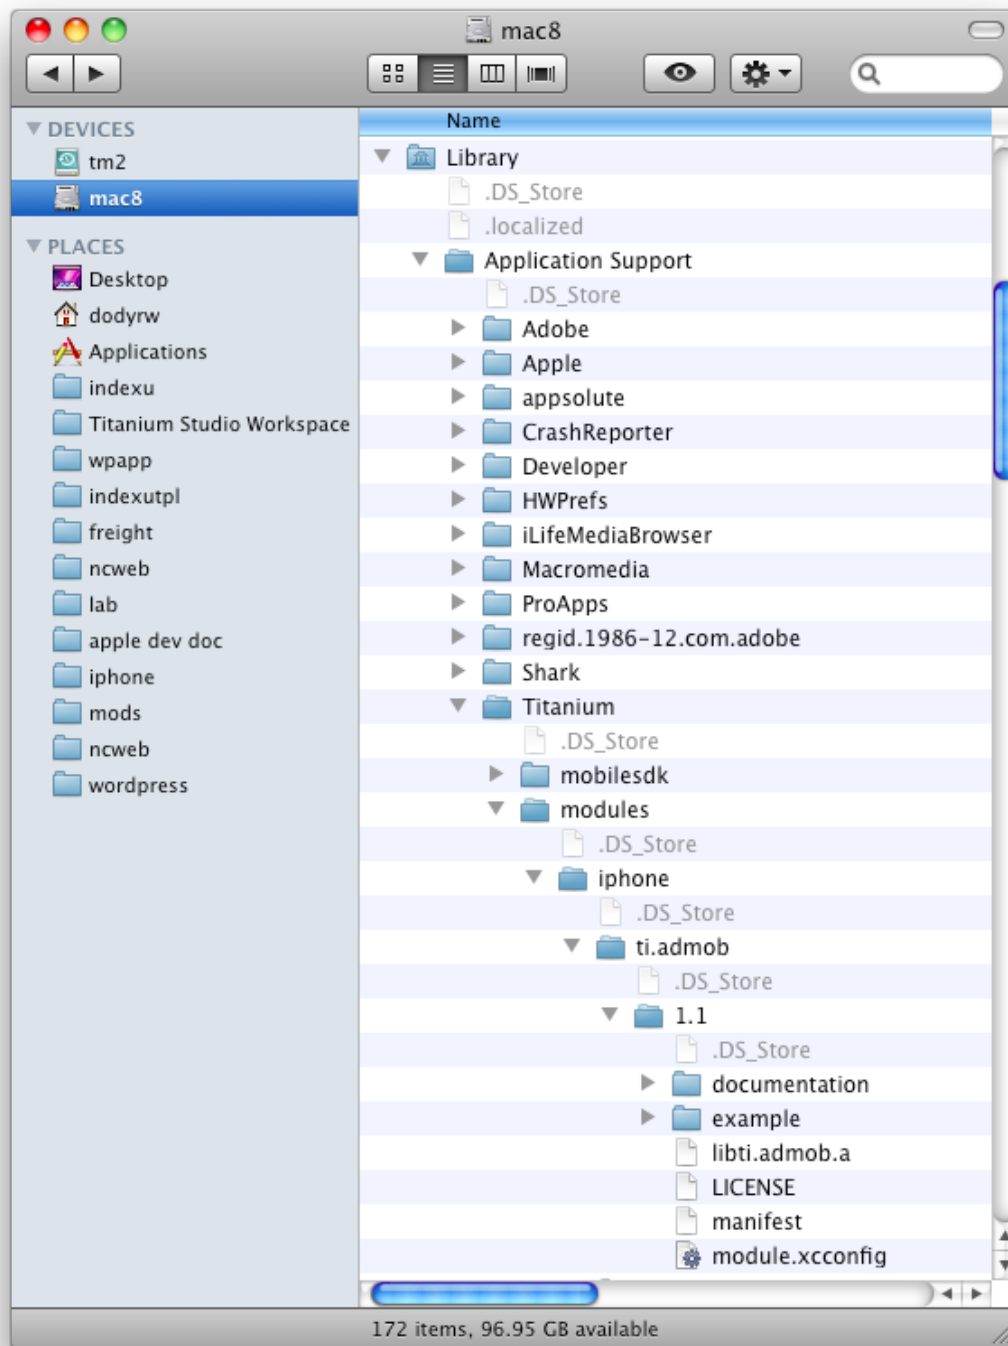 mac8
DEVICES
tm2
mac8
PLACES
Desktop
dodyrw
Applications
indexu
Titanium Studio Workspace
wpapp
indexutpl
freight
ncweb
lab
apple dev doc
iphone
mods
ncweb
wordpress
Name
Library
.DS_Store
.localized
Application Support
.DS_Store
Adobe
Apple
appsolute
CrashReporter
Developer
HWPrefs
iLifeMediaBrowser
Macromedia
ProApps
regid.1986-12.com.adobe
Shark
Titanium
.DS_Store
mobilesdk
modules
.DS_Store
iphone
.DS_Store
ti.admob
.DS_Store
1.1
.DS_Store
documentation
example
libti.admob.a
LICENSE
manifest
module.xcconfig
172 items, 96.95 GB available